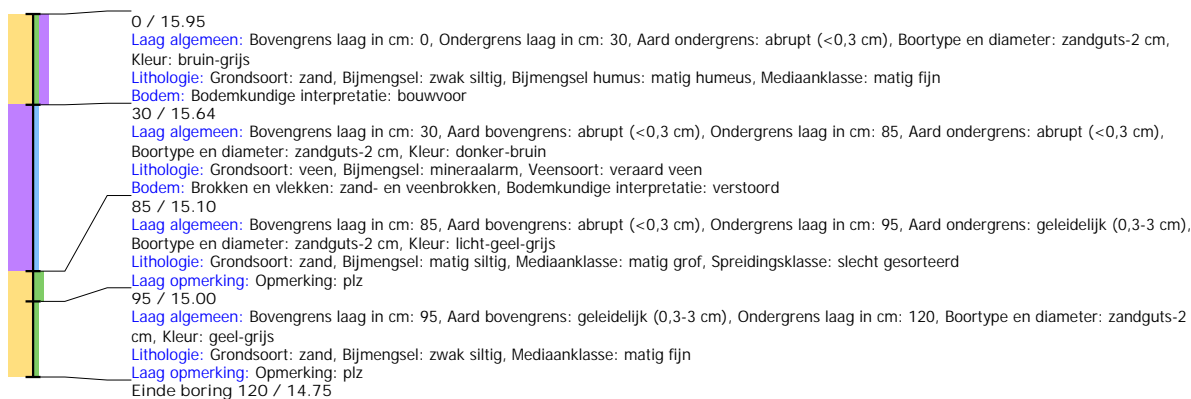 0 / 15.95
Laag algemeen: Bovengrens laag in cm: 0, Ondergrens laag in cm: 30, Aard ondergrens: abrupt (<0,3 cm), Boortype en diameter: zandguts-2 cm,
Kleur: bruin-grijs
Lithologie: Grondsoort: zand, Bijmengsel: zwak siltig, Bijmengsel humus: matig humeus, Mediaanklasse: matig fijn
Bodem: Bodemkundige interpretatie: bouwvoor
30 / 15.64
Laag algemeen: Bovengrens laag in cm: 30, Aard bovengrens: abrupt (<0,3 cm), Ondergrens laag in cm: 85, Aard ondergrens: abrupt (<0,3 cm),
Boortype en diameter: zandguts-2 cm, Kleur: donker-bruin
Lithologie: Grondsoort: veen, Bijmengsel: mineraalarm, Veensoort: veraard veen
Bodem: Brokken en vlekken: zand- en veenbrokken, Bodemkundige interpretatie: verstoord
85 / 15.10
Laag algemeen: Bovengrens laag in cm: 85, Aard bovengrens: abrupt (<0,3 cm), Ondergrens laag in cm: 95, Aard ondergrens: geleidelijk (0,3-3 cm),
Boortype en diameter: zandguts-2 cm, Kleur: licht-geel-grijs
Lithologie: Grondsoort: zand, Bijmengsel: matig siltig, Mediaanklasse: matig grof, Spreidingsklasse: slecht gesorteerd
Laag opmerking: Opmerking: plz
95 / 15.00
Laag algemeen: Bovengrens laag in cm: 95, Aard bovengrens: geleidelijk (0,3-3 cm), Ondergrens laag in cm: 120, Boortype en diameter: zandguts-2
cm, Kleur: geel-grijs
Lithologie: Grondsoort: zand, Bijmengsel: zwak siltig, Mediaanklasse: matig fijn
Laag opmerking: Opmerking: plz
Einde boring 120 / 14.75